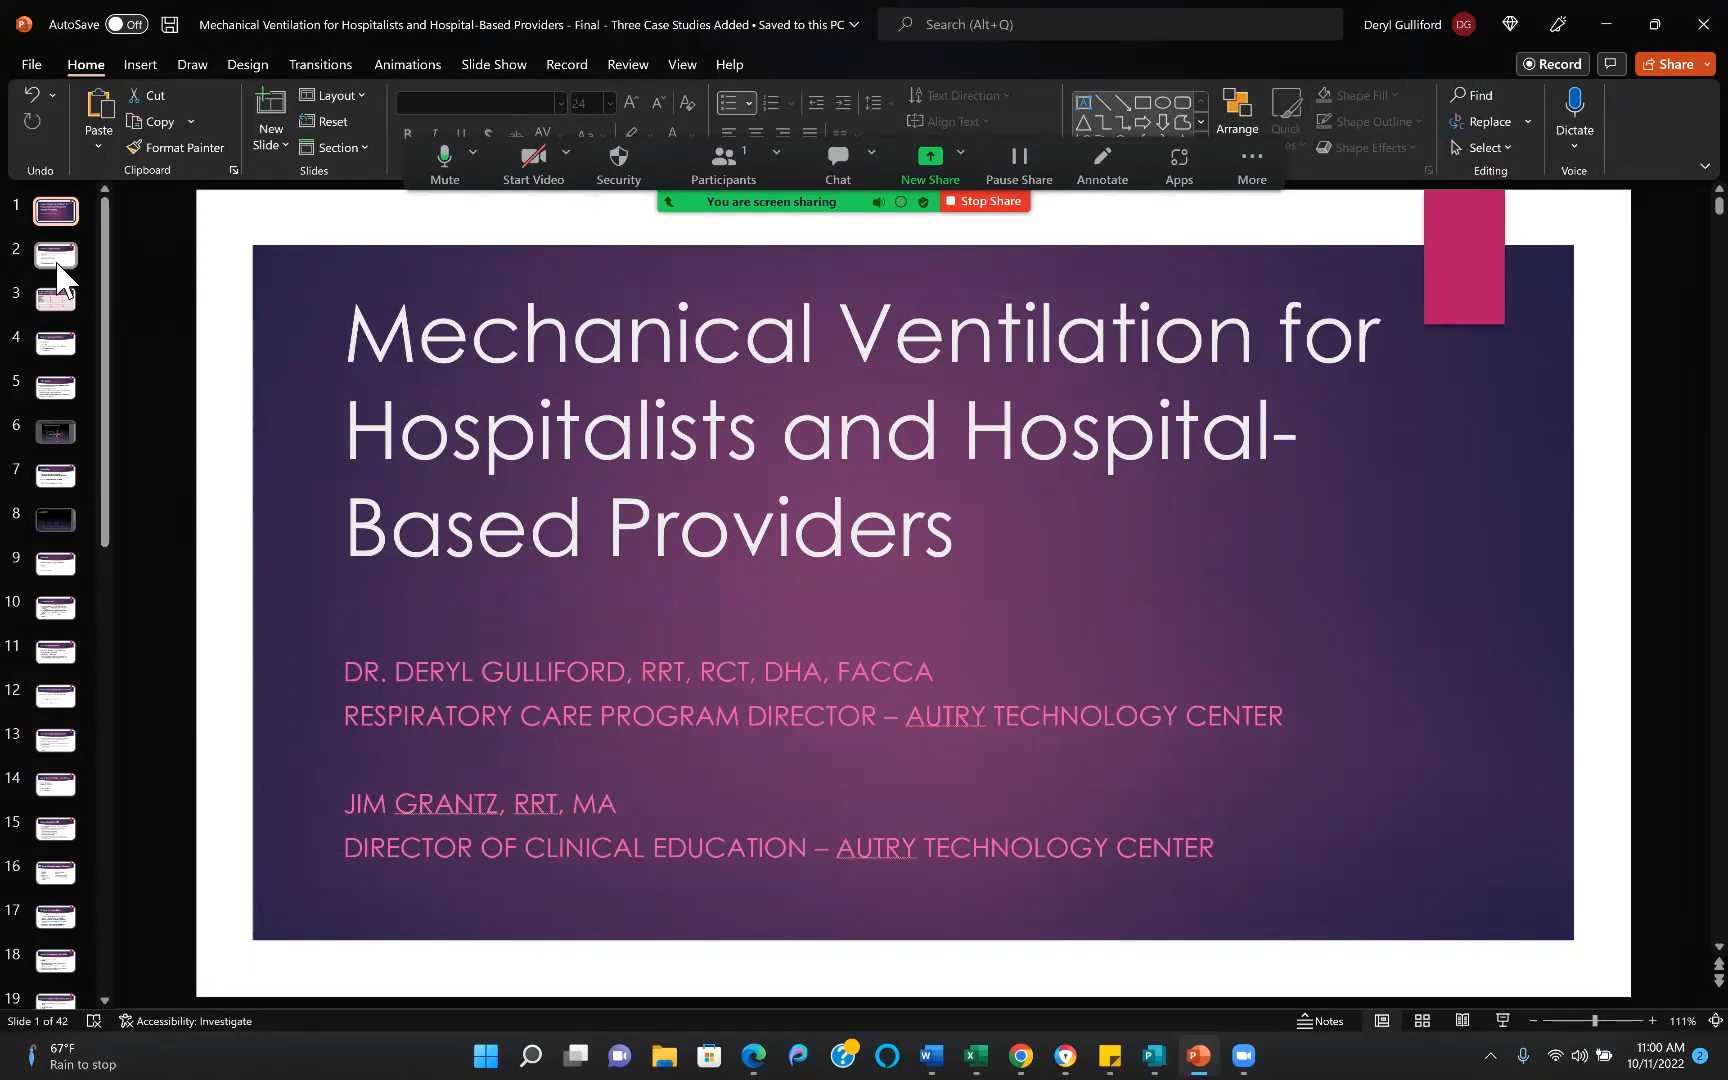 AutoSave Off Mechanical Ventilation for Hospitalists and Hospital-Based Providers - Final - Three Case Studies Added • Saved to this PC Search (Alt+Q) Deryl Gulliford DG
File Home Insert Draw Design Transitions Animations Slide Show Record Review View Help Record Share
Cut Layout 24 Text Direction Shape Fill Find
Paste Copy New Slide Reset Align Text Arrange Quick Shape Outline Replace Dictate
Format Painter Section Shape Effects Select
Undo Clipboard Slides Editing Voice
1
Mute Start Video Security Participants Chat New Share Pause Share Annotate Apps More
You are screen sharing Stop Share
1
2
3
4
5
6
7
8
9
10
11
12
13
14
15
16
17
18
19
Mechanical Ventilation for
Hospitalists and Hospital-
Based Providers
DR. DERYL GULLIFORD, RRT, RCT, DHA, FACCA
RESPIRATORY CARE PROGRAM DIRECTOR – AUTRY TECHNOLOGY CENTER
JIM GRANTZ, RRT, MA
DIRECTOR OF CLINICAL EDUCATION – AUTRY TECHNOLOGY CENTER
Slide 1 of 42 Accessibility: Investigate Notes 111%
67°F
Rain to stop
11:00 AM
10/11/2022 2